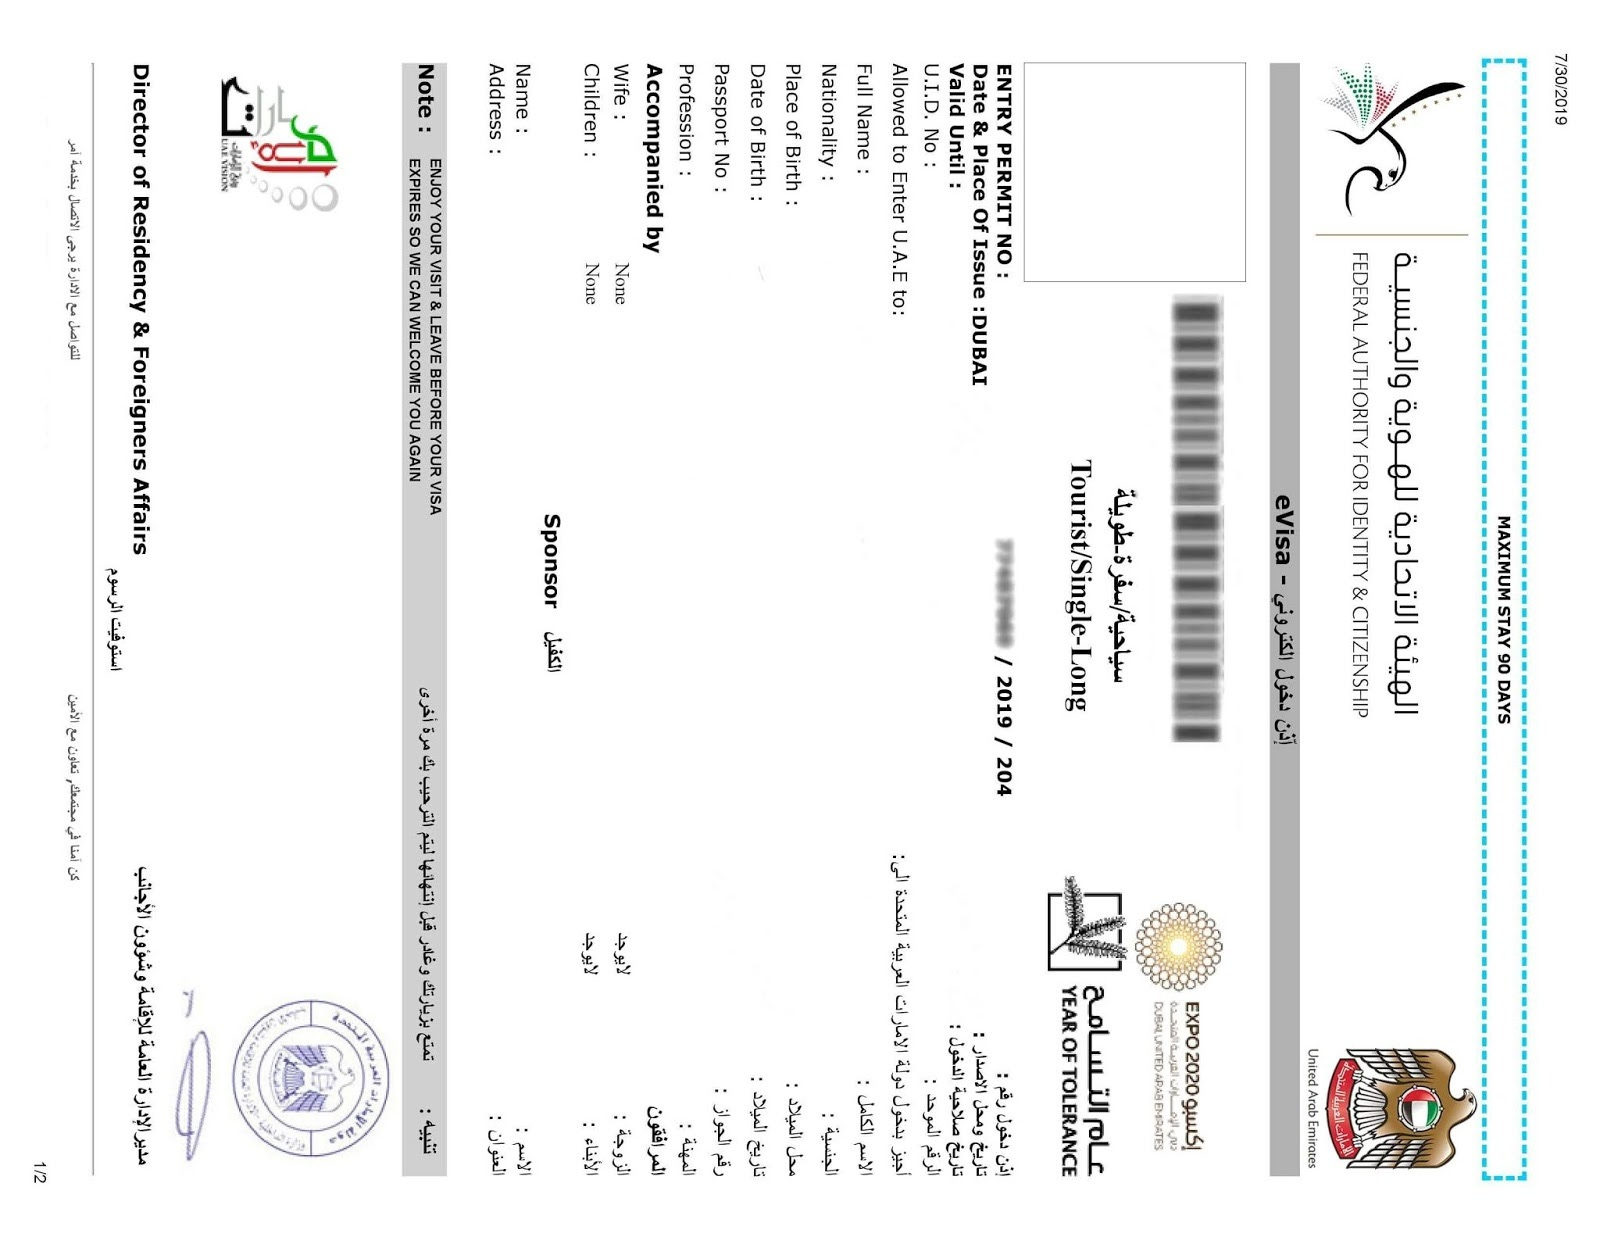 7/30/2019
MAXIMUM STAY 90 DAYS
الهيئة الاتحادية للهوية والجنسية
FEDERAL AUTHORITY FOR IDENTITY & CITIZENSHIP
United Arab Emirates
eVisa - إذن دخول الكتروني
EXPO 2020 إكسبو
دبي، الإمارات العربية المتحدة
DUBAI, UNITED ARAB EMIRATES
سياحية/سفرة-طويلة
Tourist/Single-Long
عام التسامح
YEAR OF TOLERANCE
ENTRY PERMIT NO : / 2019 / 204 إذن دخول رقم :
Date & Place Of Issue : DUBAI تاريخ ومحل الاصدار :
Valid Until : تاريخ صلاحية الدخول :
U.I.D. No : الرقم الموحد :
Allowed to Enter U.A.E to: أجيز بدخول دولة الامارات العربية المتحدة الى:
Full Name : الاسم الكامل :
Nationality : الجنسية :
Place of Birth : محل الميلاد :
Date of Birth : تاريخ الميلاد :
Passport No : رقم الجواز :
Profession : المهنة :
Accompanied by المرافقون
Wife : None لايوجد الزوجة :
Children : None لايوجد الأبناء :
Sponsor الكفيل
Name : الاسم :
Address : العنوان :
Note : ENJOY YOUR VISIT & LEAVE BEFORE YOUR VISA تمتع بزيارتك وغادر قبل إنتهائها ليتم الترحيب بك مرة أخرى تنبيه :
EXPIRES SO WE CAN WELCOME YOU AGAIN
UAE VISION
Director of Residency & Foreigners Affairs مدير الإدارة العامة للإقامة وشؤون الأجانب
استوفيت الرسوم
للتواصل مع الادارة يرجى الاتصال بخدمة آمر كن آمنا في مجتمعك, تعاون مع الأمين
1/2